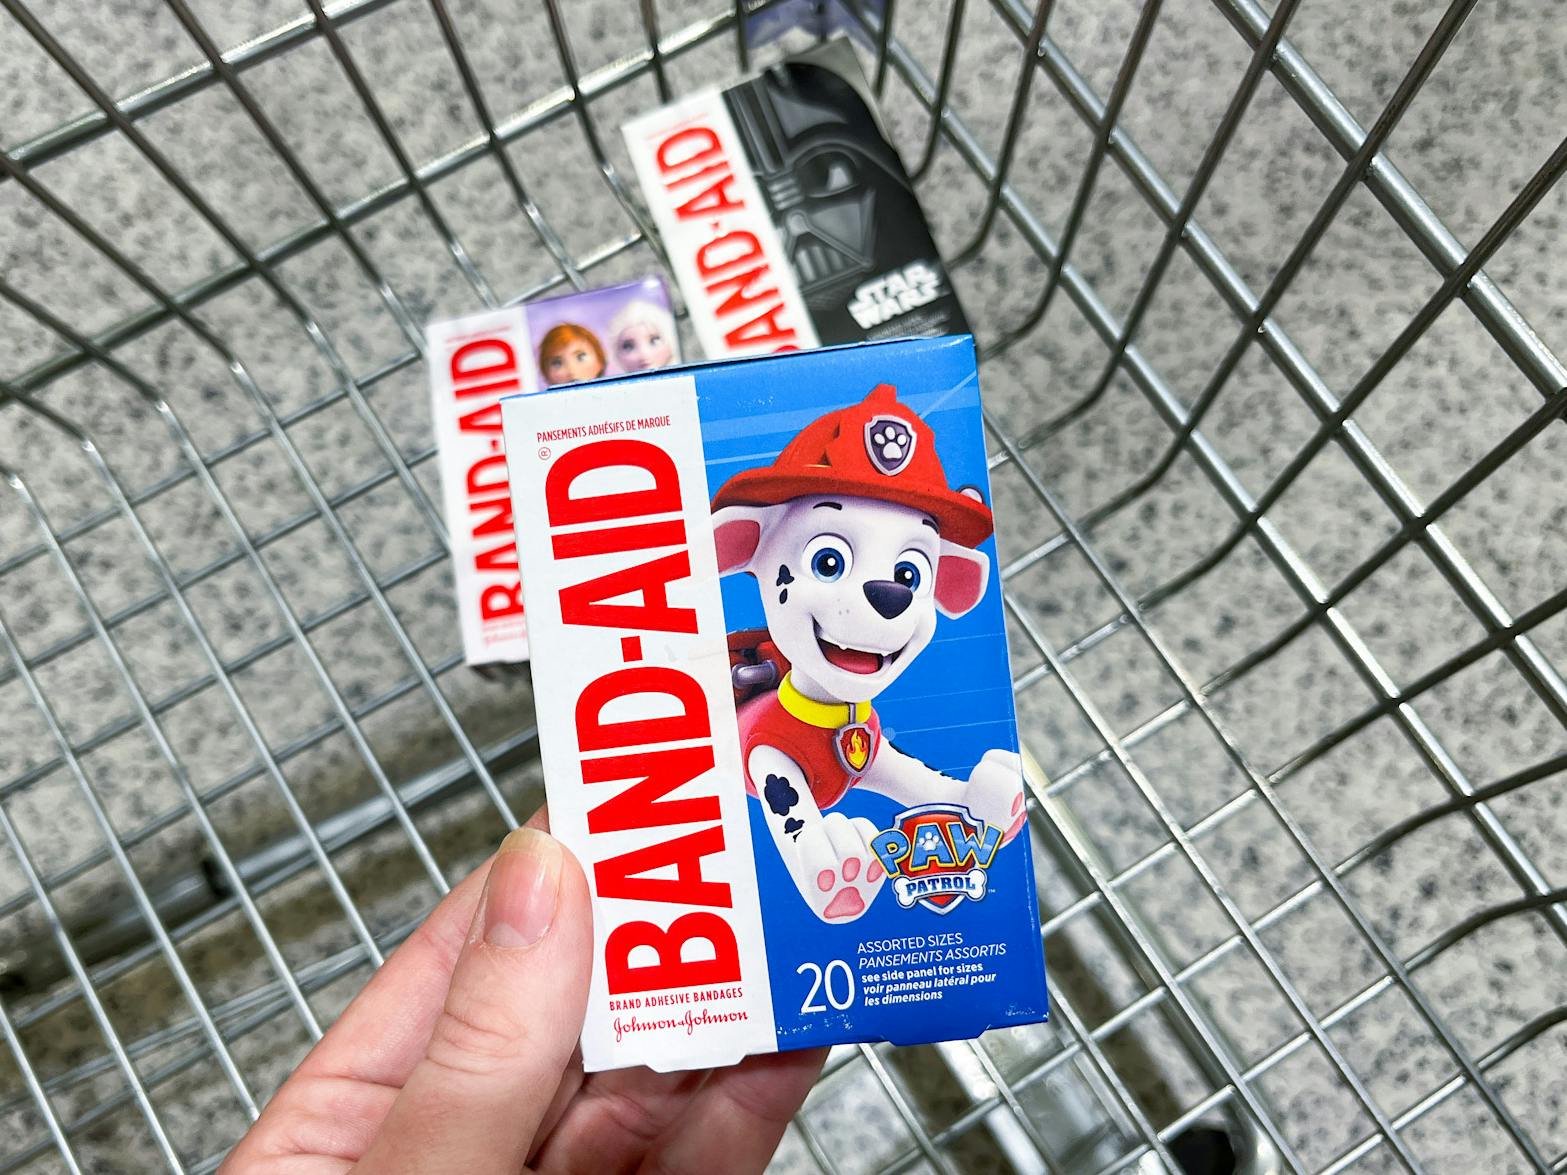 BAND-AID
STAR
WARS
BAND-AID
PANSEMENTS ADHÉSIFS DE MARQUE
BAND-AID®
BRAND ADHESIVE BANDAGES
Johnson & Johnson
PAW
PATROL™
20
ASSORTED SIZES
PANSEMENTS ASSORTIS
see side panel for sizes
voir panneau latéral pour
les dimensions